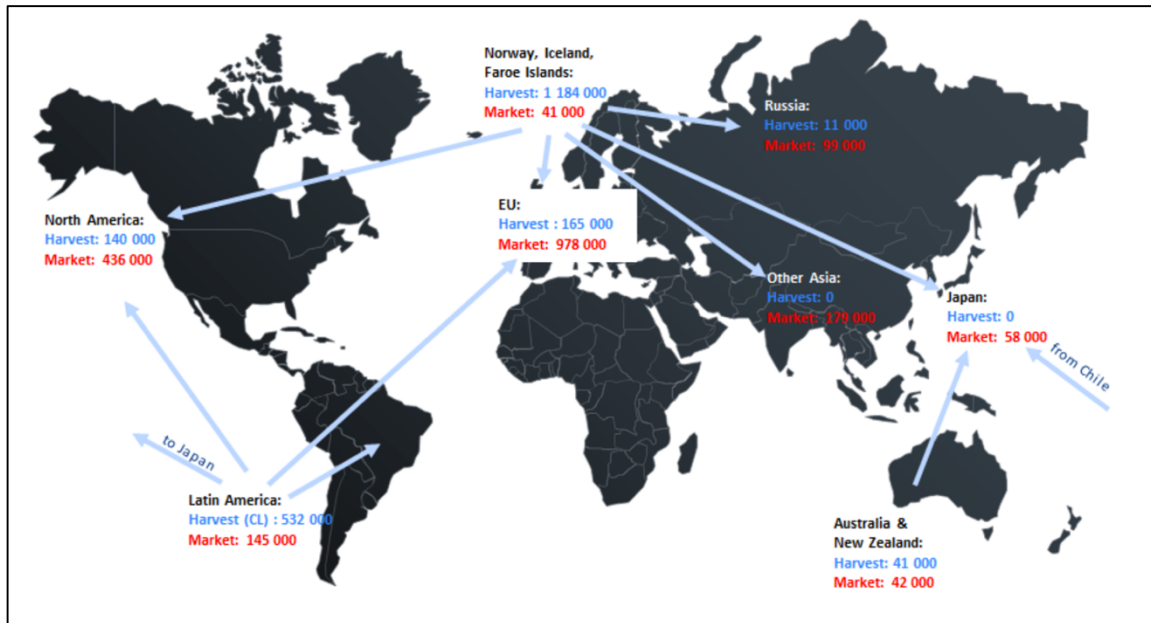 Norway, Iceland,
Faroe Islands:
Harvest: 1 184 000
Market: 41 000
Russia:
Harvest: 11 000
Market: 99 000
North America:
Harvest: 140 000
Market: 436 000
EU:
Harvest : 165 000
Market: 978 000
Other Asia:
Harvest: 0
Market: 179 000
Japan:
Harvest: 0
Market: 58 000
from Chile
to Japan
Latin America:
Harvest (CL) : 532 000
Market: 145 000
Australia &
New Zealand:
Harvest: 41 000
Market: 42 000